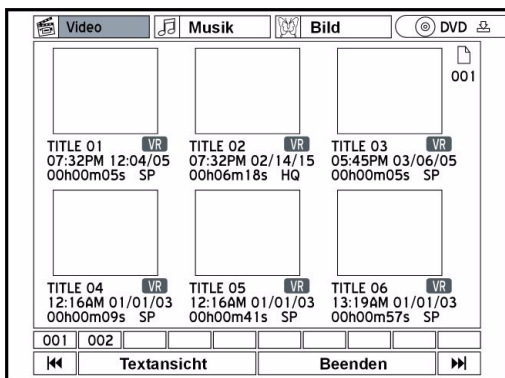 Video Musik Bild DVD
001
TITLE 01 VR TITLE 02 VR TITLE 03 VR
07:32PM 12:04/05 07:32PM 02/14/15 05:45PM 03/06/05
00h00m05s SP 00h06m18s HQ 00h00m05s SP
TITLE 04 VR TITLE 05 VR TITLE 06 VR
12:16AM 01/01/03 12:16AM 01/01/03 13:19AM 01/01/03
00h00m09s SP 00h00m41s SP 00h00m57s SP
001 002
Textansicht Beenden